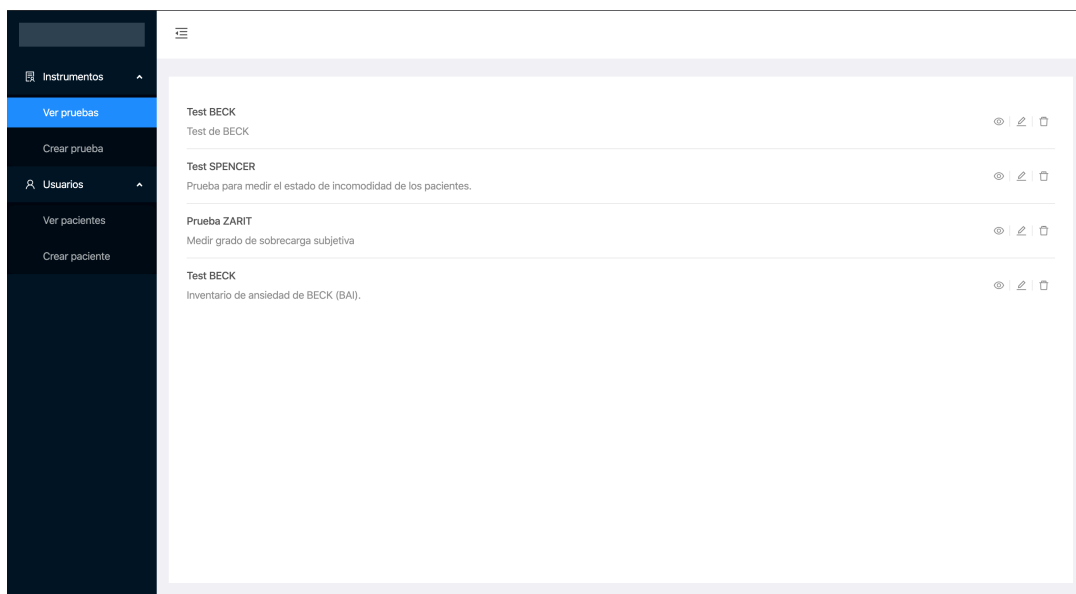 Instrumentos
Ver pruebas
Crear prueba
Usuarios
Ver pacientes
Crear paciente
Test BECK
Test de BECK
Test SPENCER
Prueba para medir el estado de incomodidad de los pacientes.
Prueba ZARIT
Medir grado de sobrecarga subjetiva
Test BECK
Inventario de ansiedad de BECK (BAI).